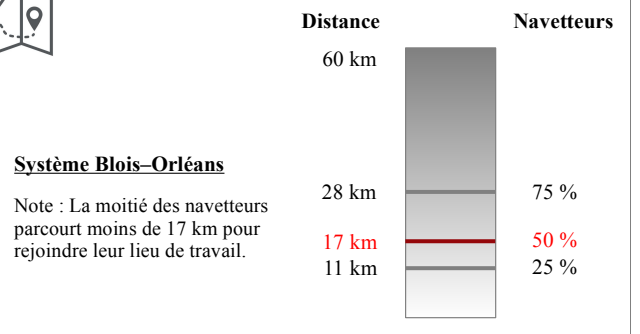 Distance Navetteurs
60 km
Système Blois–Orléans
Note : La moitié des navetteurs
parcourt moins de 17 km pour
rejoindre leur lieu de travail.
28 km 75 %
17 km 50 %
11 km 25 %